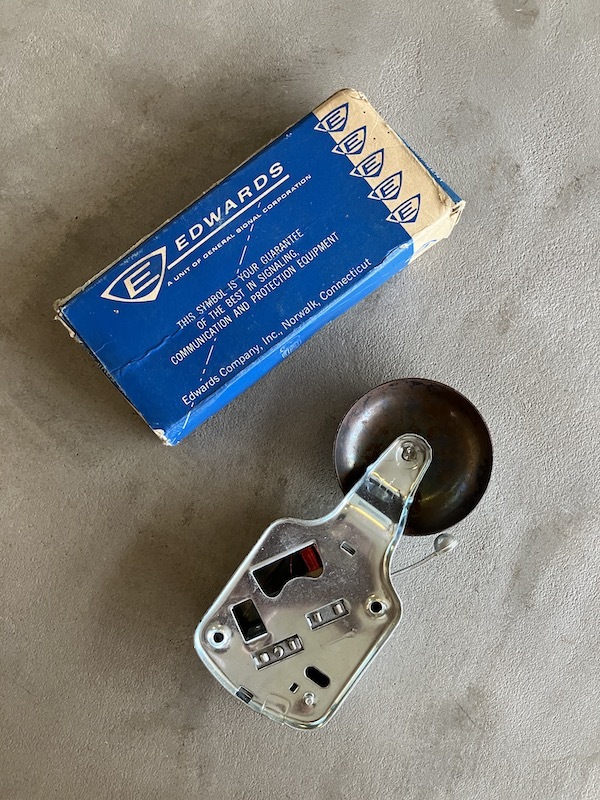 E
EDWARDS
A UNIT OF GENERAL SIGNAL CORPORATION
THIS SYMBOL IS YOUR GUARANTEE
OF THE BEST IN SIGNALING,
COMMUNICATION AND PROTECTION EQUIPMENT
Edwards Company, Inc., Norwalk, Connecticut
E
E
E
E
E